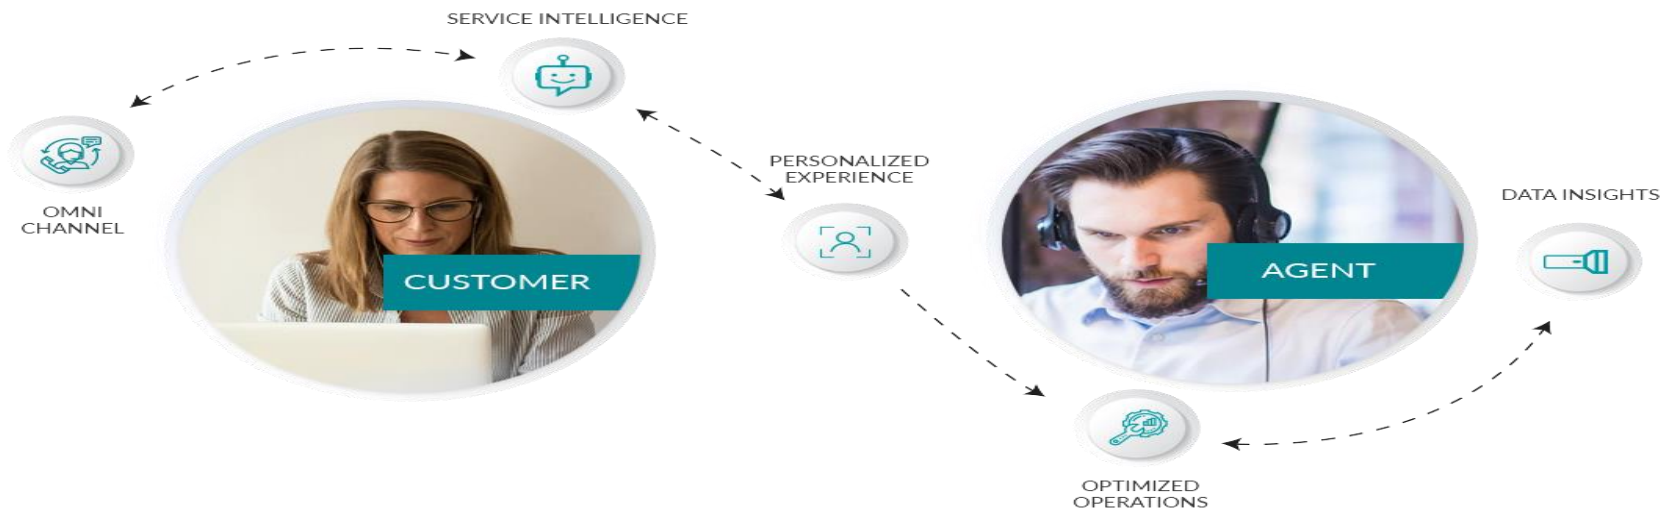 SERVICE INTELLIGENCE
OMNI
CHANNEL
CUSTOMER
PERSONALIZED
EXPERIENCE
AGENT
DATA INSIGHTS
OPTIMIZED
OPERATIONS